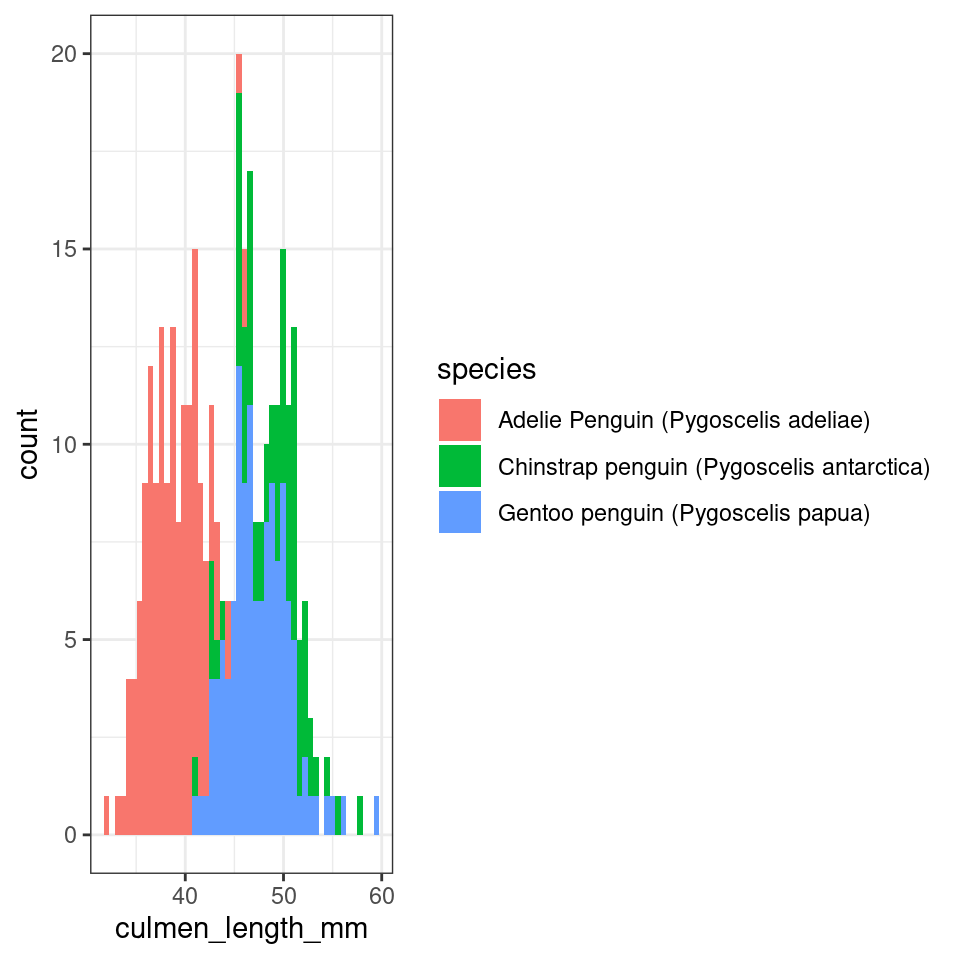 20
15
10
5
0
count
40 50 60
culmen_length_mm
species
Adelie Penguin (Pygoscelis adeliae)
Chinstrap penguin (Pygoscelis antarctica)
Gentoo penguin (Pygoscelis papua)